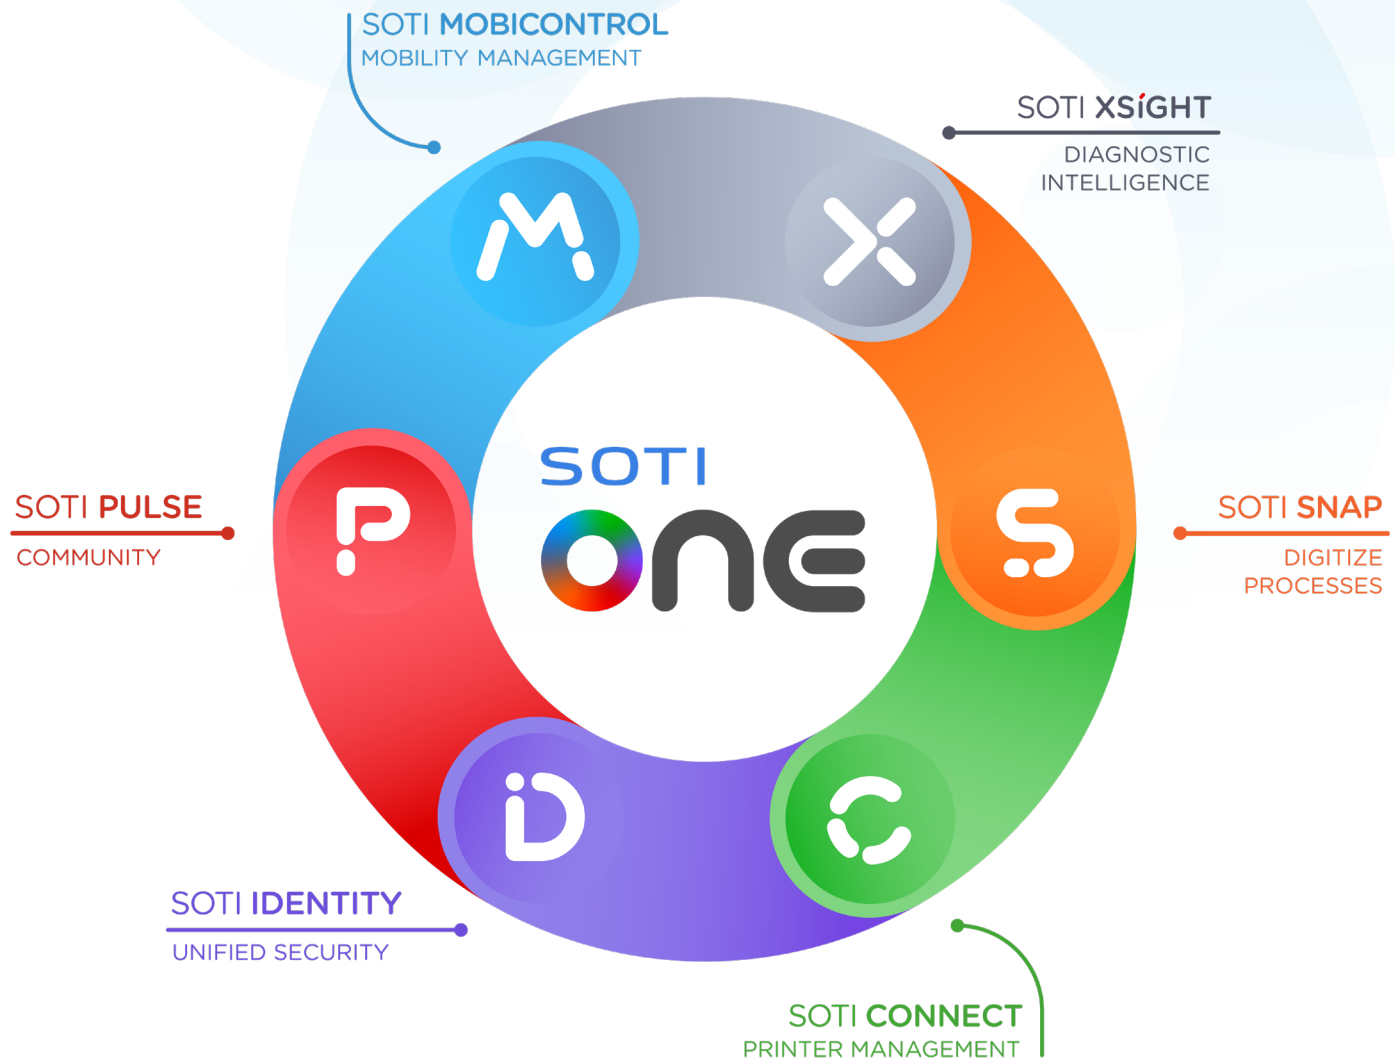 SOTI MOBICONTROL
MOBILITY MANAGEMENT
SOTI XSiGHT
DIAGNOSTIC
INTELLIGENCE
M
X
SOTI PULSE
COMMUNITY
P
SOTI
ONE
S
SOTI SNAP
DIGITIZE
PROCESSES
iD
C
SOTI IDENTITY
UNIFIED SECURITY
SOTI CONNECT
PRINTER MANAGEMENT